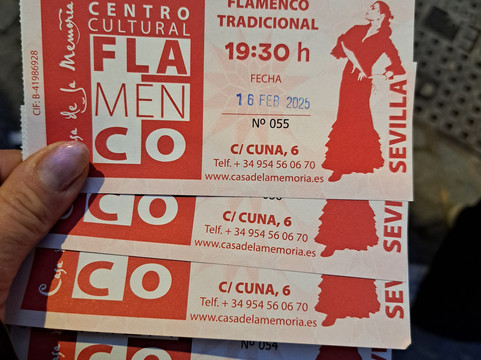 CIF: B-41986928
Casa de la Memoria
CENTRO
CULTURAL
FLA
MEN
CO
FLAMENCO
TRADICIONAL
19:30 h
FECHA
16 FEB 2025
Nº 055
C/ CUNA, 6
Telf. + 34 954 56 06 70
www.casadelamemoria.es
SEVILLA
CO
C/ CUNA, 6
Telf. + 34 954 56 06 70
www.casadelamemoria.es
SEVILLA
Casa
CO
C/ CUNA, 6
Telf. + 34 954 56 06 70
www.casadelamemoria.es
SEVILLA
Nº 054